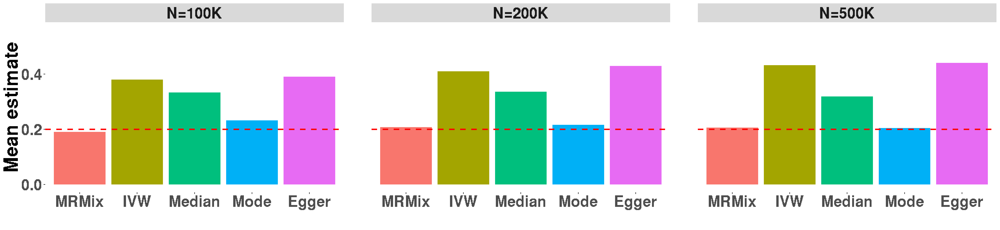 N=100K N=200K N=500K
Mean estimate
0.4
0.2
0.0
MRMix IVW Median Mode Egger MRMix IVW Median Mode Egger MRMix IVW Median Mode Egger